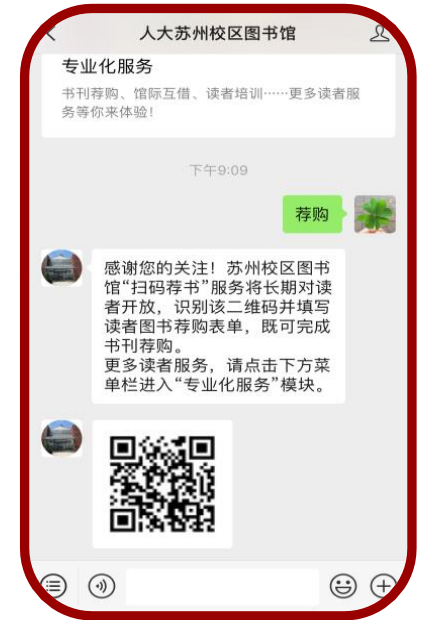 人大苏州校区图书馆
专业化服务
书刊荐购、馆际互借、读者培训……更多读者服
务等你来体验！
下午9:09
荐购
感谢您的关注！苏州校区图书
馆“扫码荐书”服务将长期对读
者开放，识别该二维码并填写
读者图书荐购表单，既可完成
书刊荐购。
更多读者服务，请点击下方菜
单栏进入“专业化服务”模块。